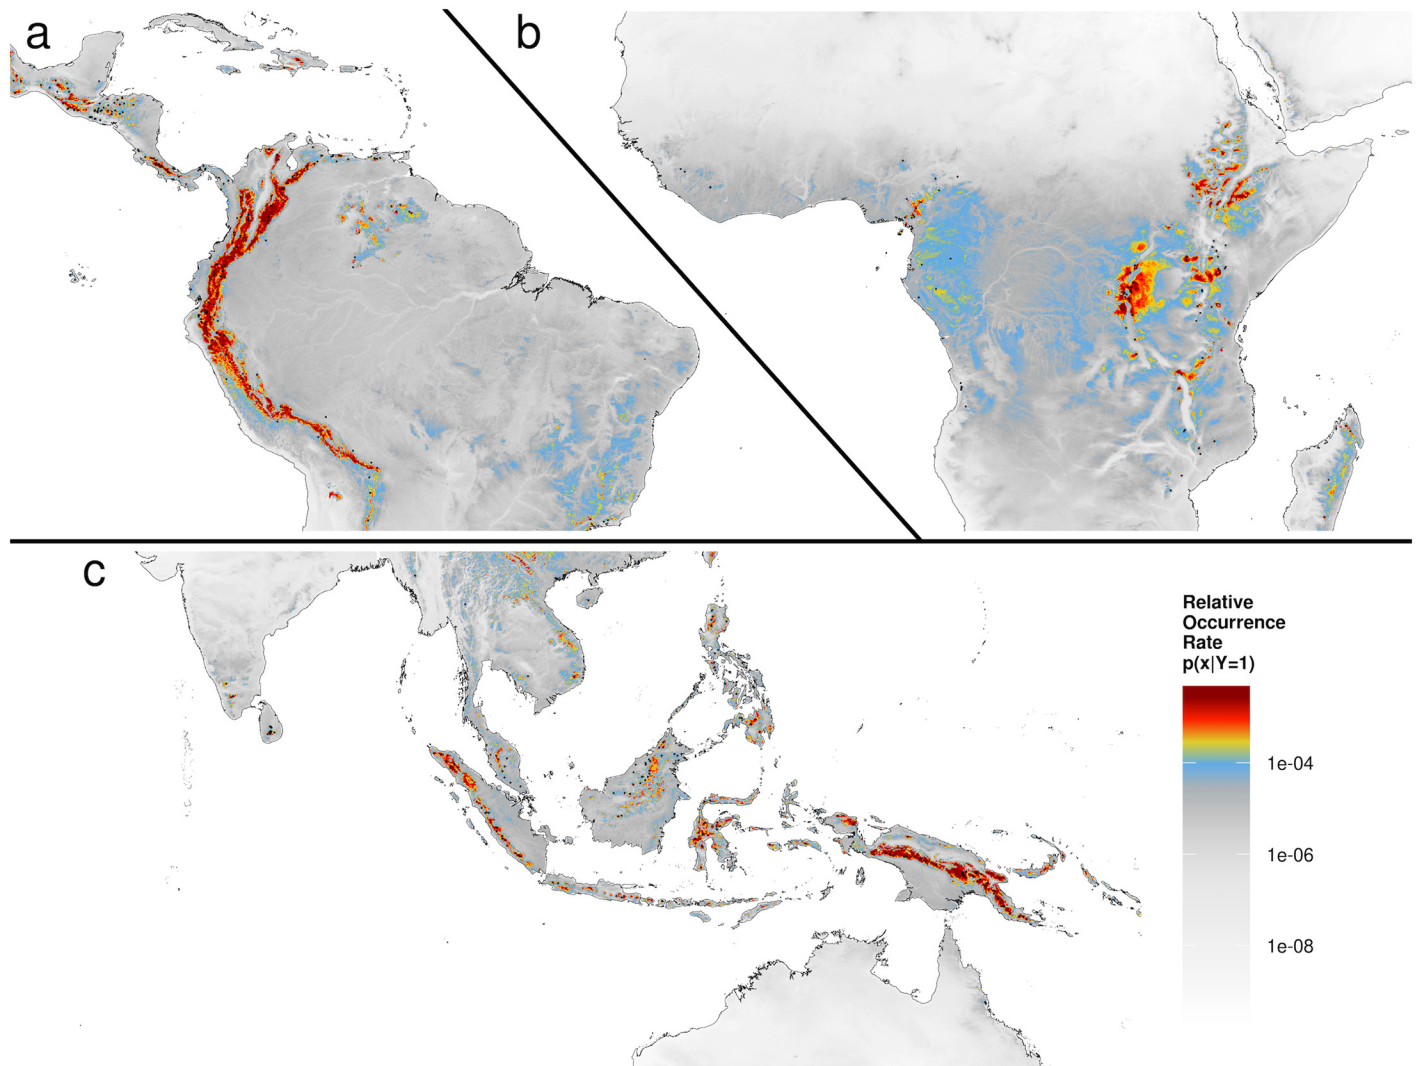 a
b
c
Relative
Occurrence
Rate
p(x|Y=1)
1e-04
1e-06
1e-08